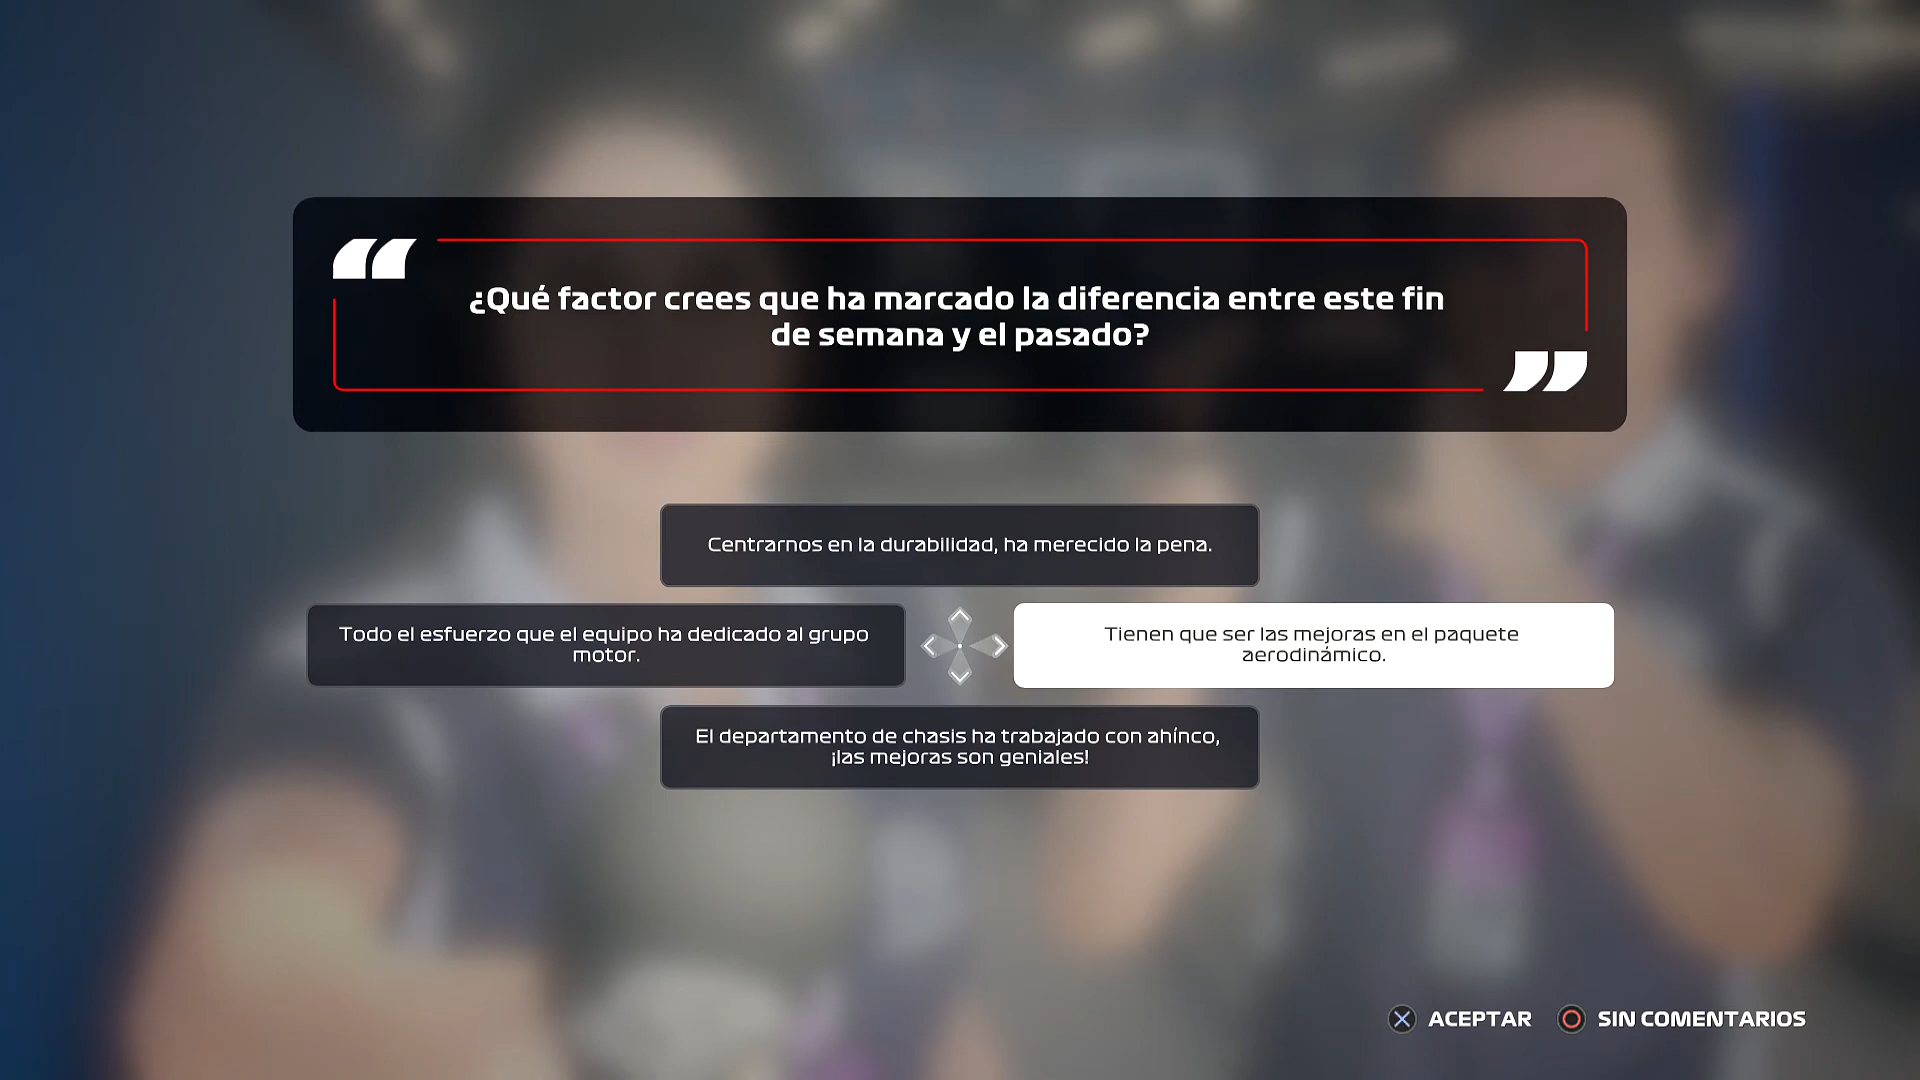 ¿Qué factor crees que ha marcado la diferencia entre este fin
de semana y el pasado?
Centrarnos en la durabilidad, ha merecido la pena.
Todo el esfuerzo que el equipo ha dedicado al grupo
motor.
Tienen que ser las mejoras en el paquete
aerodinámico.
El departamento de chasis ha trabajado con ahínco,
¡las mejoras son geniales!
ACEPTAR
SIN COMENTARIOS